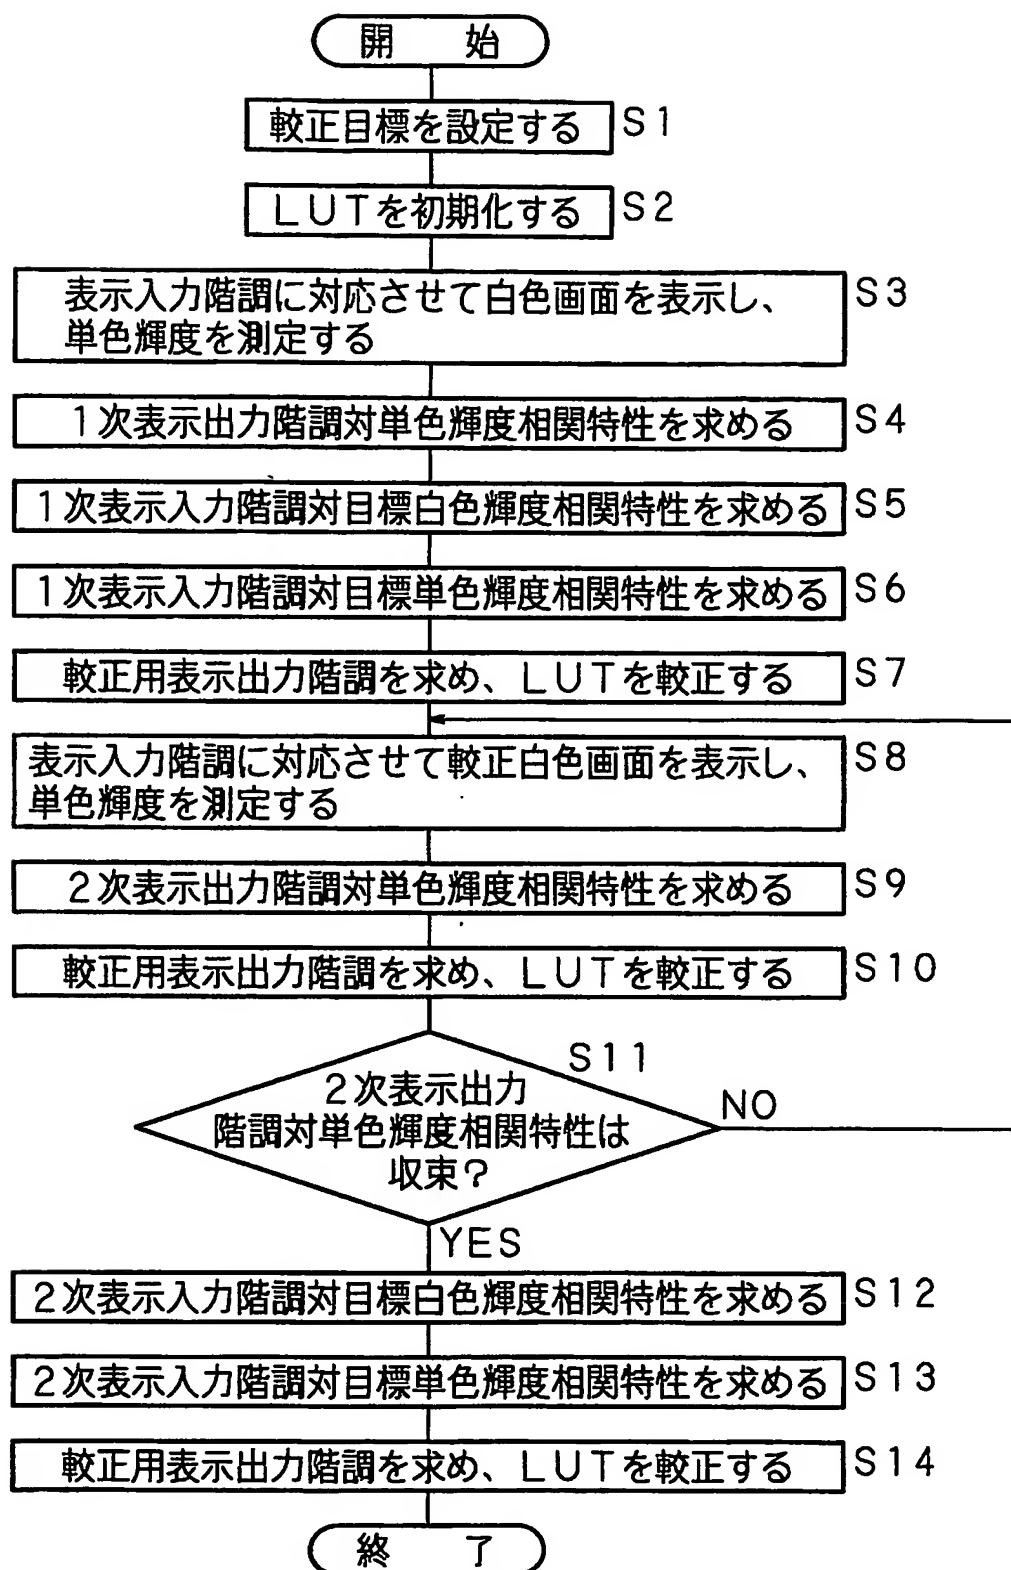 開 始
較正目標を設定する S1
LUTを初期化する S2
表示入力階調に対応させて白色画面を表示し、 S3
単色輝度を測定する
1次表示出力階調対単色輝度相関特性を求める S4
1次表示入力階調対目標白色輝度相関特性を求める S5
1次表示入力階調対目標単色輝度相関特性を求める S6
較正用表示出力階調を求め、LUTを較正する S7
表示入力階調に対応させて較正白色画面を表示し、 S8
単色輝度を測定する
2次表示出力階調対単色輝度相関特性を求める S9
較正用表示出力階調を求め、LUTを較正する S10
S11
2次表示出力
階調対単色輝度相関特性は
収束?
NO
YES
2次表示入力階調対目標白色輝度相関特性を求める S12
2次表示入力階調対目標単色輝度相関特性を求める S13
較正用表示出力階調を求め、LUTを較正する S14
終 了